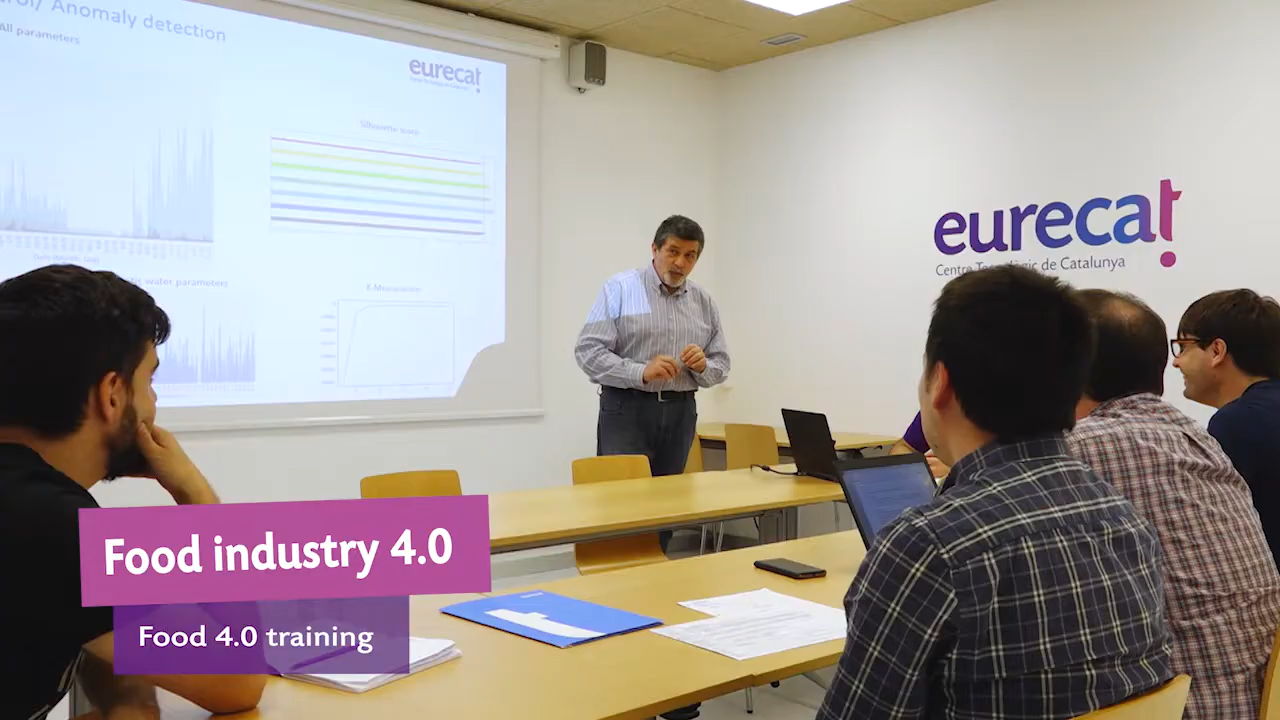 rol/ Anomaly detection
All parameters
eurecat
Silhouette score
water parameters
eurecat
Centre Tecnològic de Catalunya
Food industry 4.0
Food 4.0 training